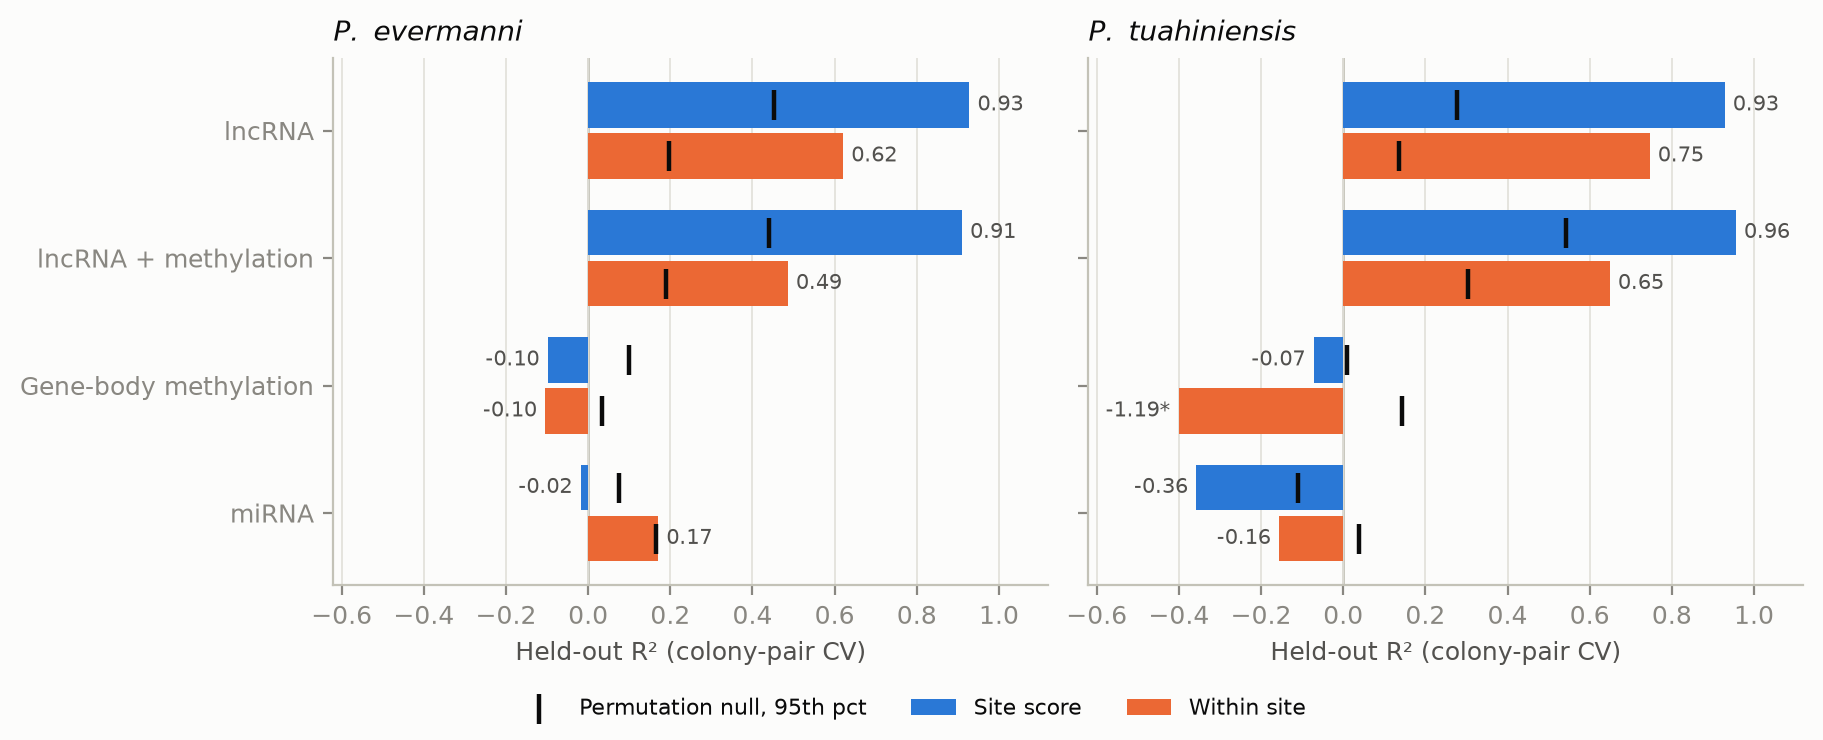 P. evermanni
P. tuahiniensis
lncRNA
0.93
0.62
0.93
0.75
lncRNA + methylation
0.91
0.49
0.96
0.65
Gene-body methylation
-0.10
-0.10
-0.07
-1.19*
miRNA
-0.02
0.17
-0.36
-0.16
−0.6 −0.4 −0.2 0.0 0.2 0.4 0.6 0.8 1.0
−0.6 −0.4 −0.2 0.0 0.2 0.4 0.6 0.8 1.0
Held-out R² (colony-pair CV)
Held-out R² (colony-pair CV)
Permutation null, 95th pct
Site score
Within site